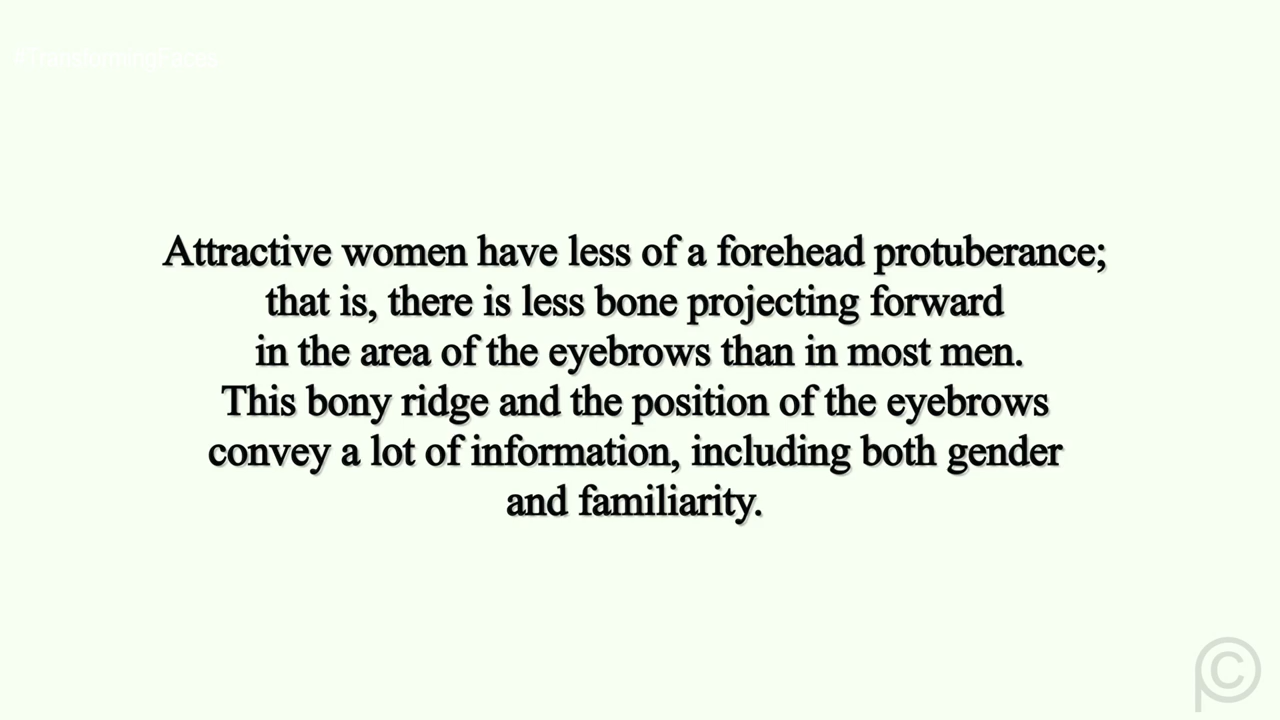 #TransformingFaces
Attractive women have less of a forehead protuberance;
that is, there is less bone projecting forward
in the area of the eyebrows than in most men.
This bony ridge and the position of the eyebrows
convey a lot of information, including both gender
and familiarity.